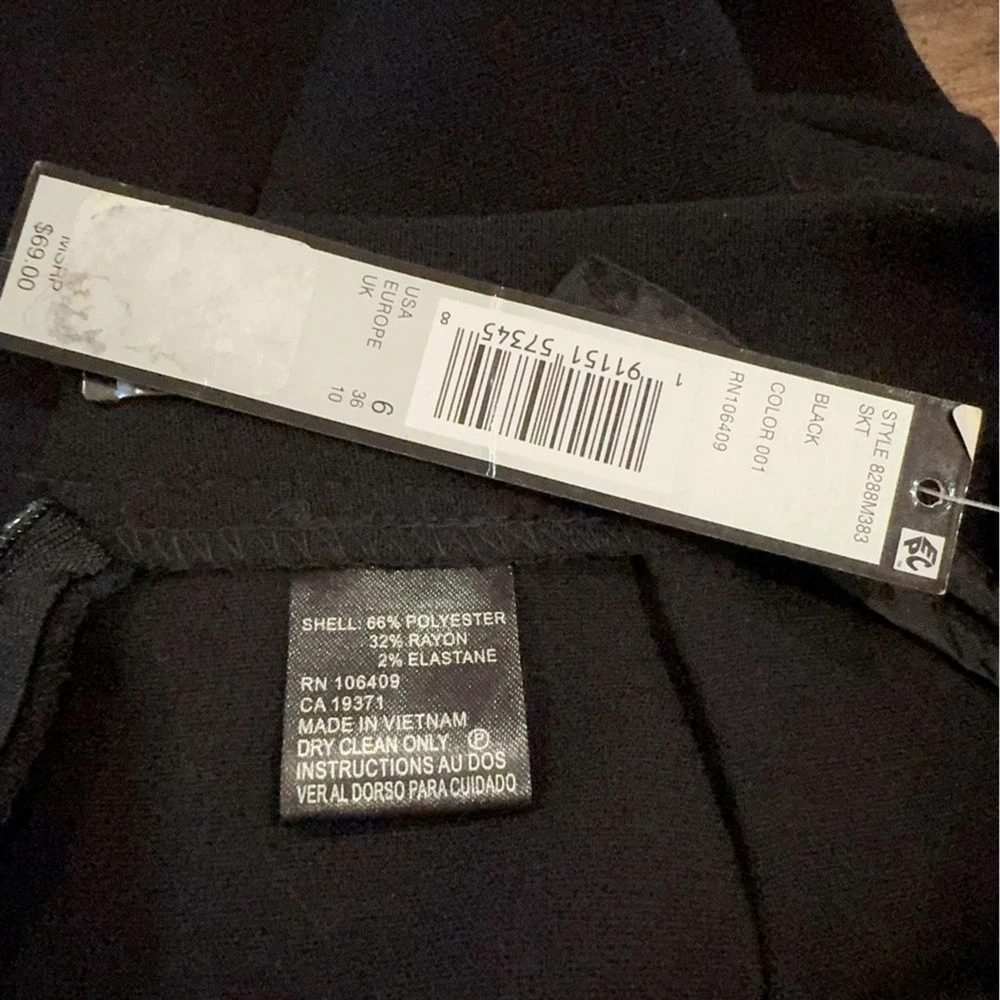 STYLE 8288M383
SKT
BLACK
COLOR 001
RN106409
1 91151 57345 8
USA 6
EUROPE 36
UK 10
MSRP
$69.00
SHELL: 66% POLYESTER
32% RAYON
2% ELASTANE
RN 106409
CA 19371
MADE IN VIETNAM
DRY CLEAN ONLY P
INSTRUCTIONS AU DOS
VER AL DORSO PARA CUIDADO